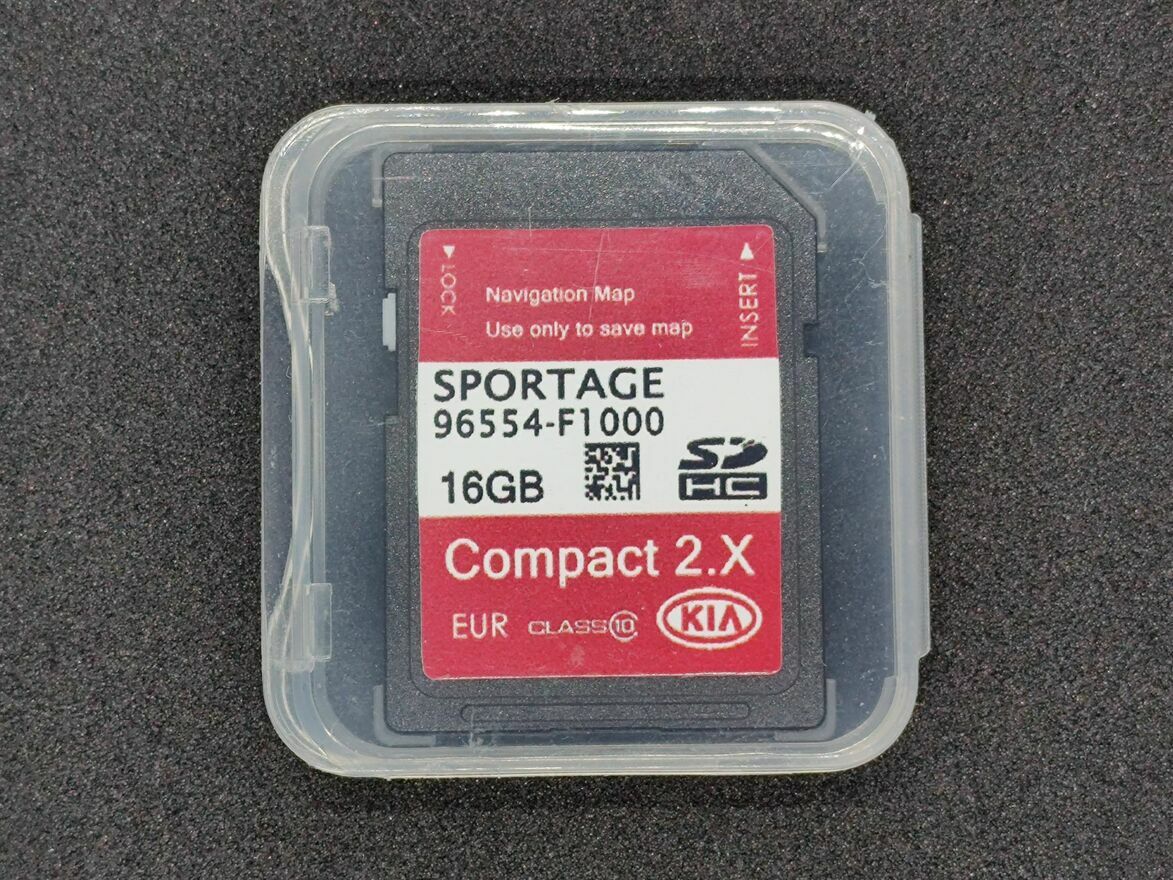 LOCK
INSERT
Navigation Map
Use only to save map
SPORTAGE
96554-F1000
16GB
SD
HC
Compact 2.X
EUR CLASS 10 KIA